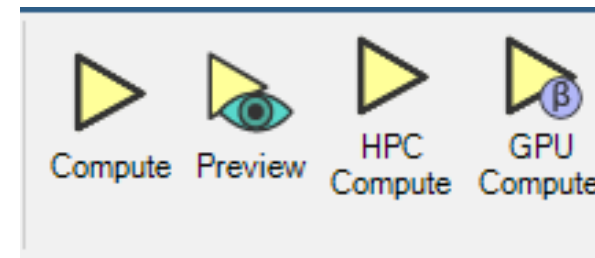 β
Compute
Preview
HPC
Compute
GPU
Compute